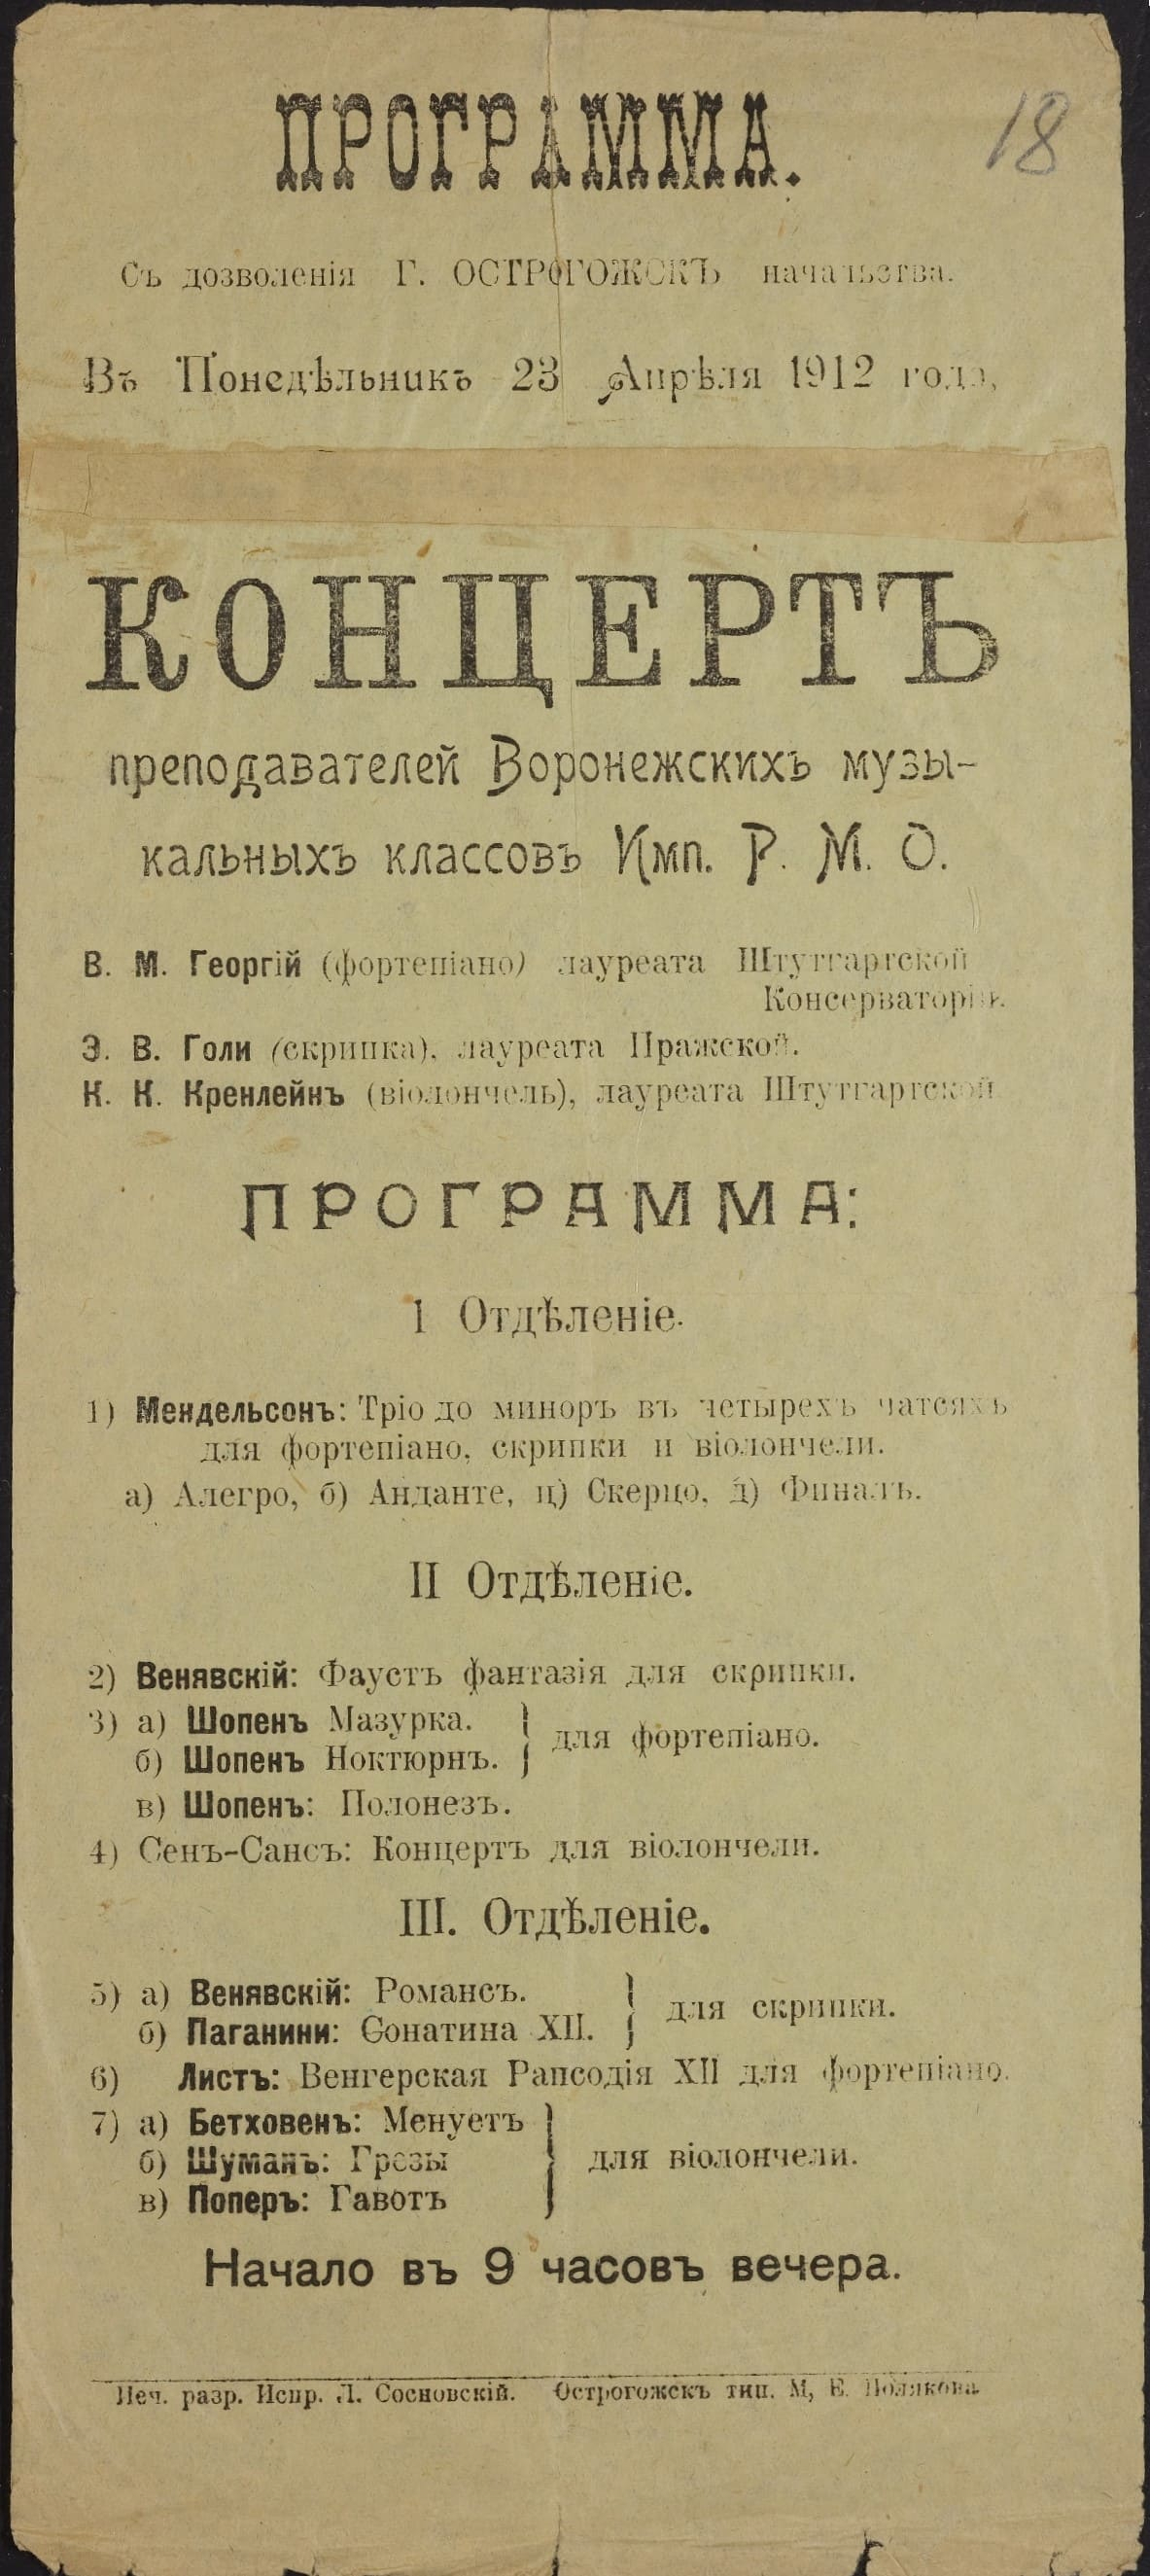 18
ПРОГРАММА.
Съ дозволенія Г. ОСТРОГОЖСКЪ начальства.
Въ Понедѣльникъ 23 Апрѣля 1912 года,
КОНЦЕРТЪ
преподавателей Воронежскихъ музы-
кальныхъ классовъ Имп. Р. М. О.
В. М. Георгій (фортепіано) лауреата Штутгартской
Консерваторіи.
Э. В. Голи (скрипка), лауреата Пражской.
К. К. Кренлейнъ (віолончель), лауреата Штутгартской
ПРОГРАММА:
1 Отдѣленіе.
1) Мендельсонъ: Тріо до миноръ въ четырехъ чатсяхъ
для фортепіано, скрипки и віолончели.
а) Алегро, б) Анданте, ц) Скерцо, д) Финалъ.
II Отдѣленіе.
2) Венявскій: Фаустъ фантазія для скрипки.
3) а) Шопенъ Мазурка. } для фортепіано.
б) Шопенъ Ноктюрнъ.
в) Шопенъ: Полонезъ.
4) Сенъ-Сансъ: Концертъ для віолончели.
III. Отдѣленіе.
5) а) Венявскій: Романсъ. } для скрипки.
б) Паганини: Сонатина XII.
6) Листъ: Венгерская Рапсодія XII для фортепіано.
7) а) Бетховенъ: Менуетъ
б) Шуманъ: Грезы } для віолончели.
в) Поперъ: Гавотъ
Начало въ 9 часовъ вечера.
Печ. разр. Испр. Л. Сосновскій. Острогожскъ тип. М, Е. Полякова.